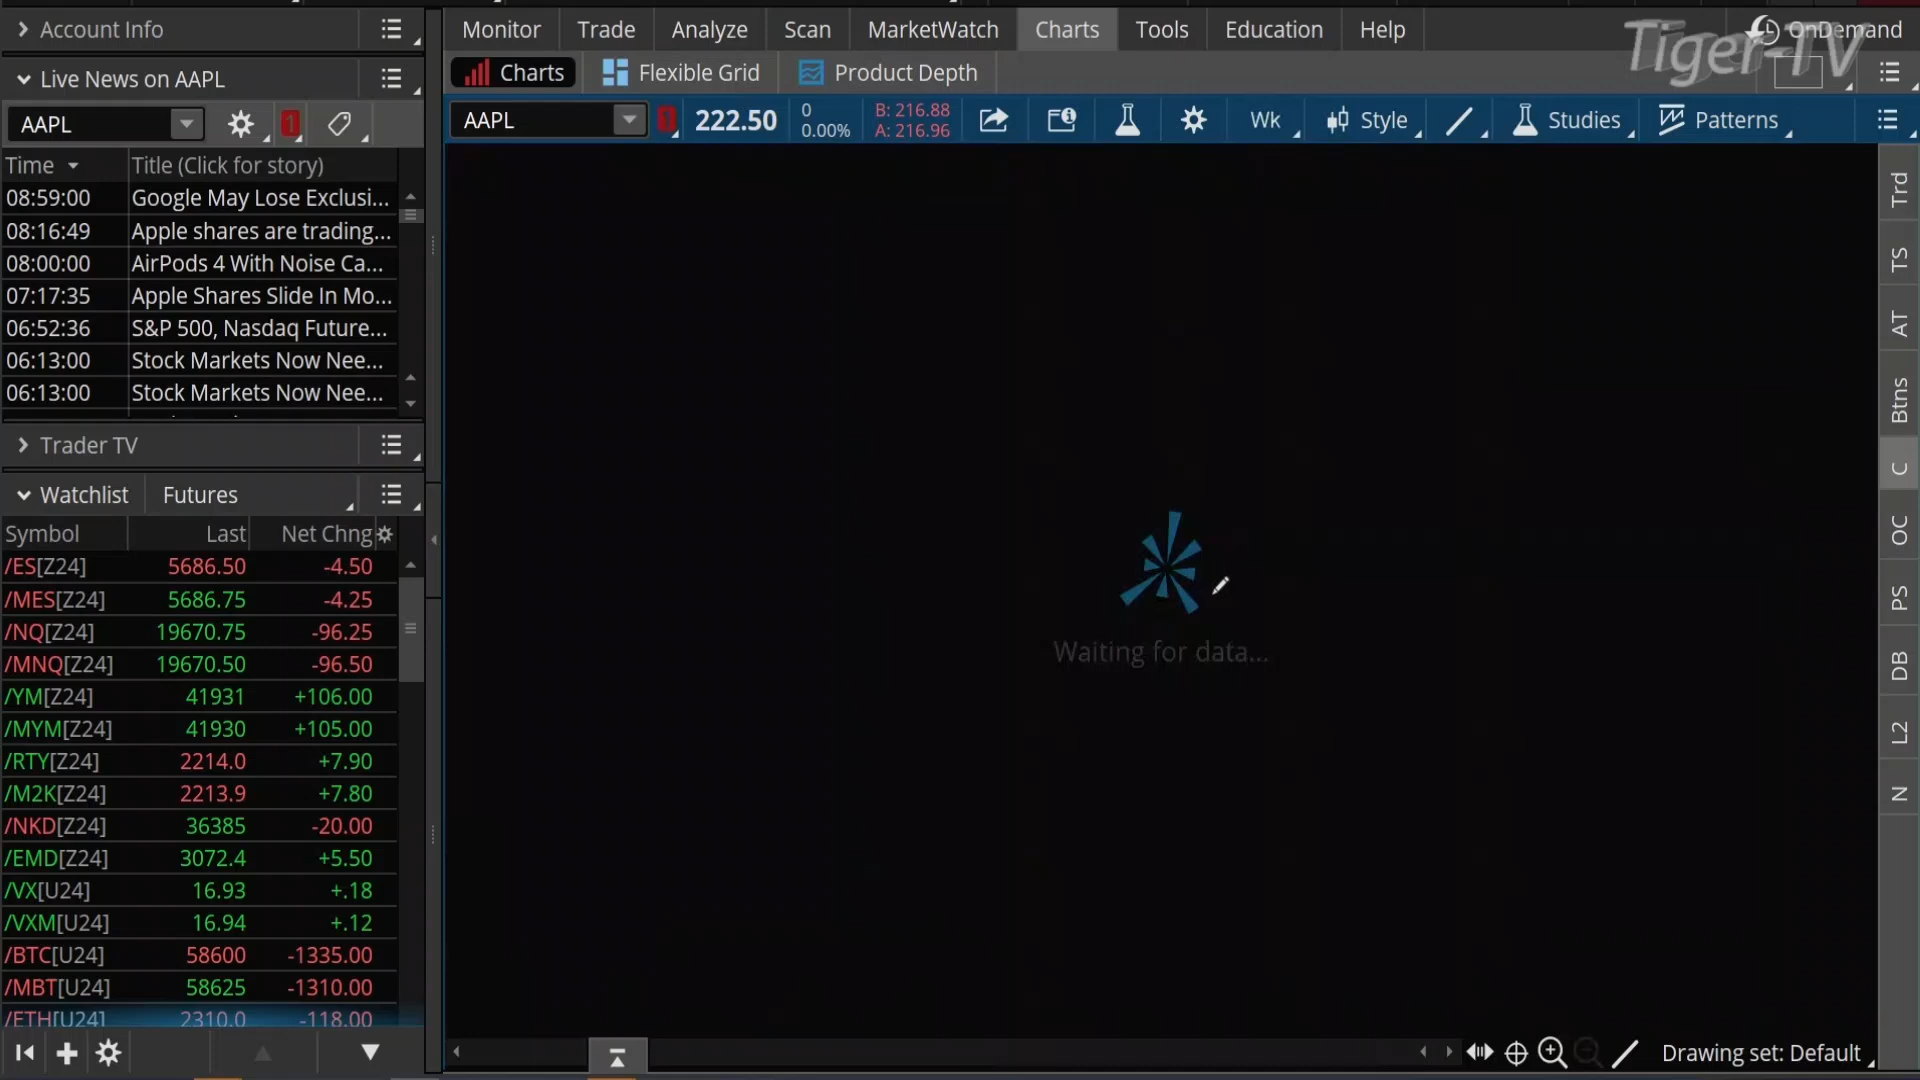 Account Info
Live News on AAPL
AAPL
1
Time Title (Click for story)
08:59:00 Google May Lose Exclusi...
08:16:49 Apple shares are trading...
08:00:00 AirPods 4 With Noise Ca...
07:17:35 Apple Shares Slide In Mo...
06:52:36 S&P 500, Nasdaq Future...
06:13:00 Stock Markets Now Nee...
06:13:00 Stock Markets Now Nee...
Trader TV
Watchlist Futures
Symbol Last Net Chng
/ES[Z24] 5686.50 -4.50
/MES[Z24] 5686.75 -4.25
/NQ[Z24] 19670.75 -96.25
/MNQ[Z24] 19670.50 -96.50
/YM[Z24] 41931 +106.00
/MYM[Z24] 41930 +105.00
/RTY[Z24] 2214.0 +7.90
/M2K[Z24] 2213.9 +7.80
/NKD[Z24] 36385 -20.00
/EMD[Z24] 3072.4 +5.50
/VX[U24] 16.93 +.18
/VXM[U24] 16.94 +.12
/BTC[U24] 58600 -1335.00
/MBT[U24] 58625 -1310.00
/ETH[U24] 2310.0 -118.00
Monitor Trade Analyze Scan MarketWatch Charts Tools Education Help
OnDemand
Tiger-TV
Charts Flexible Grid Product Depth
AAPL 1 222.50 0 B: 216.88 Wk Style Studies Patterns
0.00% A: 216.96
Waiting for data...
Trd
TS
AT
Btns
C
OC
PS
DB
L2
N
Drawing set: Default